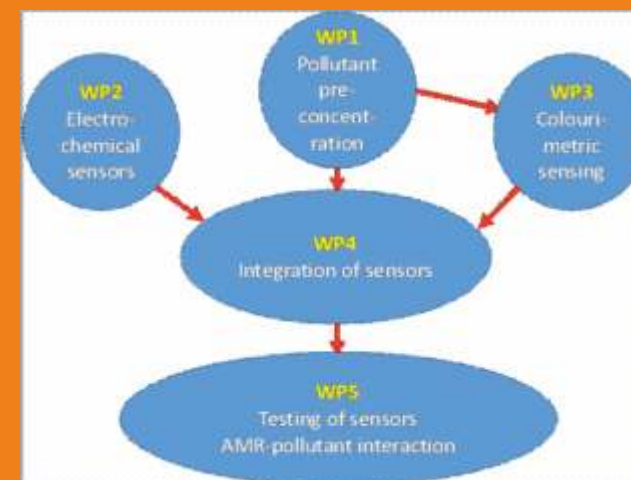 WP1
Pollutant
pre-
concent-
ration
WP2
Electro-
chemical
sensors
WP3
Colouri-
metric
sensing
WP4
Integration of sensors
WP5
Testing of sensors
AMR-pollutant interaction